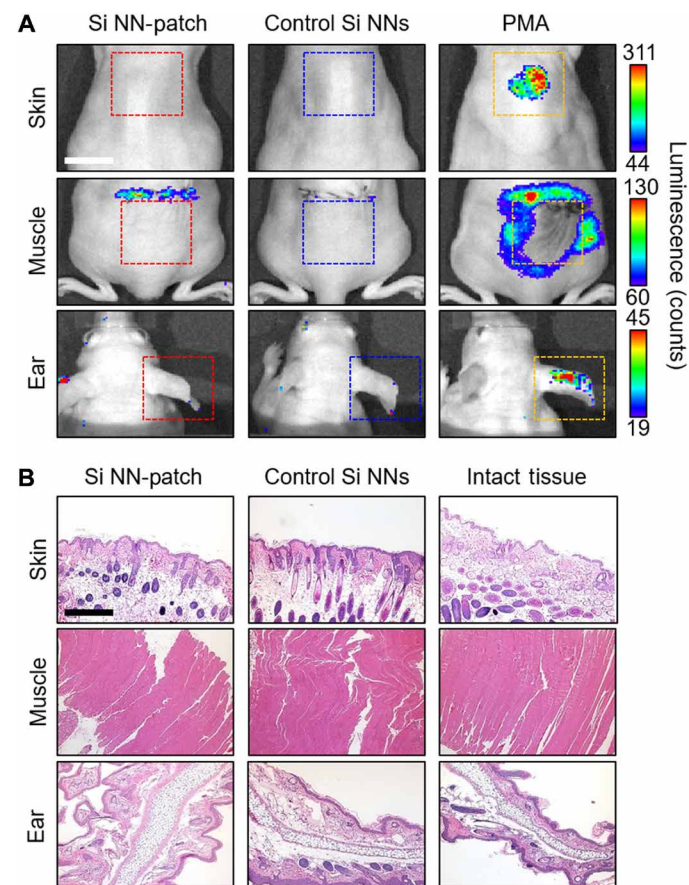 A
Si NN-patch Control Si NNs PMA
Skin
311
44
Muscle
130
60
Ear
45
19
Luminescence (counts)
B
Si NN-patch Control Si NNs Intact tissue
Skin
Muscle
Ear